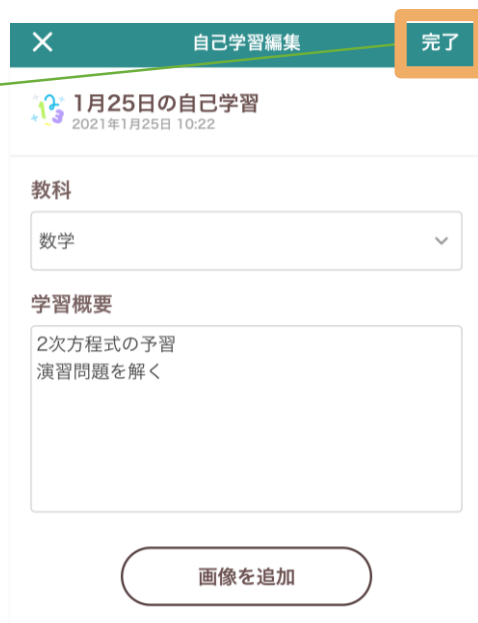 自己学習編集
完了
1月25日の自己学習
2021年1月25日 10:22
教科
数学
学習概要
2次方程式の予習
演習問題を解く
画像を追加